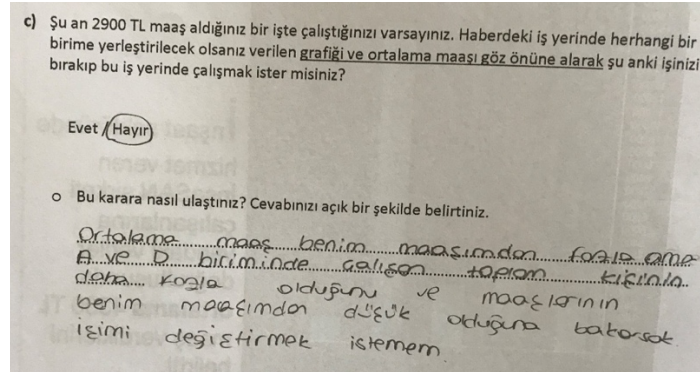 c) Şu an 2900 TL maaş aldığınız bir işte çalıştığınızı varsayınız. Haberdeki iş yerinde herhangi bir
birime yerleştirilecek olsanız verilen grafiği ve ortalama maaşı göz önüne alarak şu anki işinizi
bırakıp bu iş yerinde çalışmak ister misiniz?
Evet / Hayır
o Bu karara nasıl ulaştınız? Cevabınızı açık bir şekilde belirtiniz.
Ortalama maaş benim maaşımdan fazla ama
A ve D biriminde çalışan toplam kişinin
daha fazla olduğunu ve maaşlarının
benim maaşımdan düşük olduğuna bakarsak
işimi değiştirmek istemem